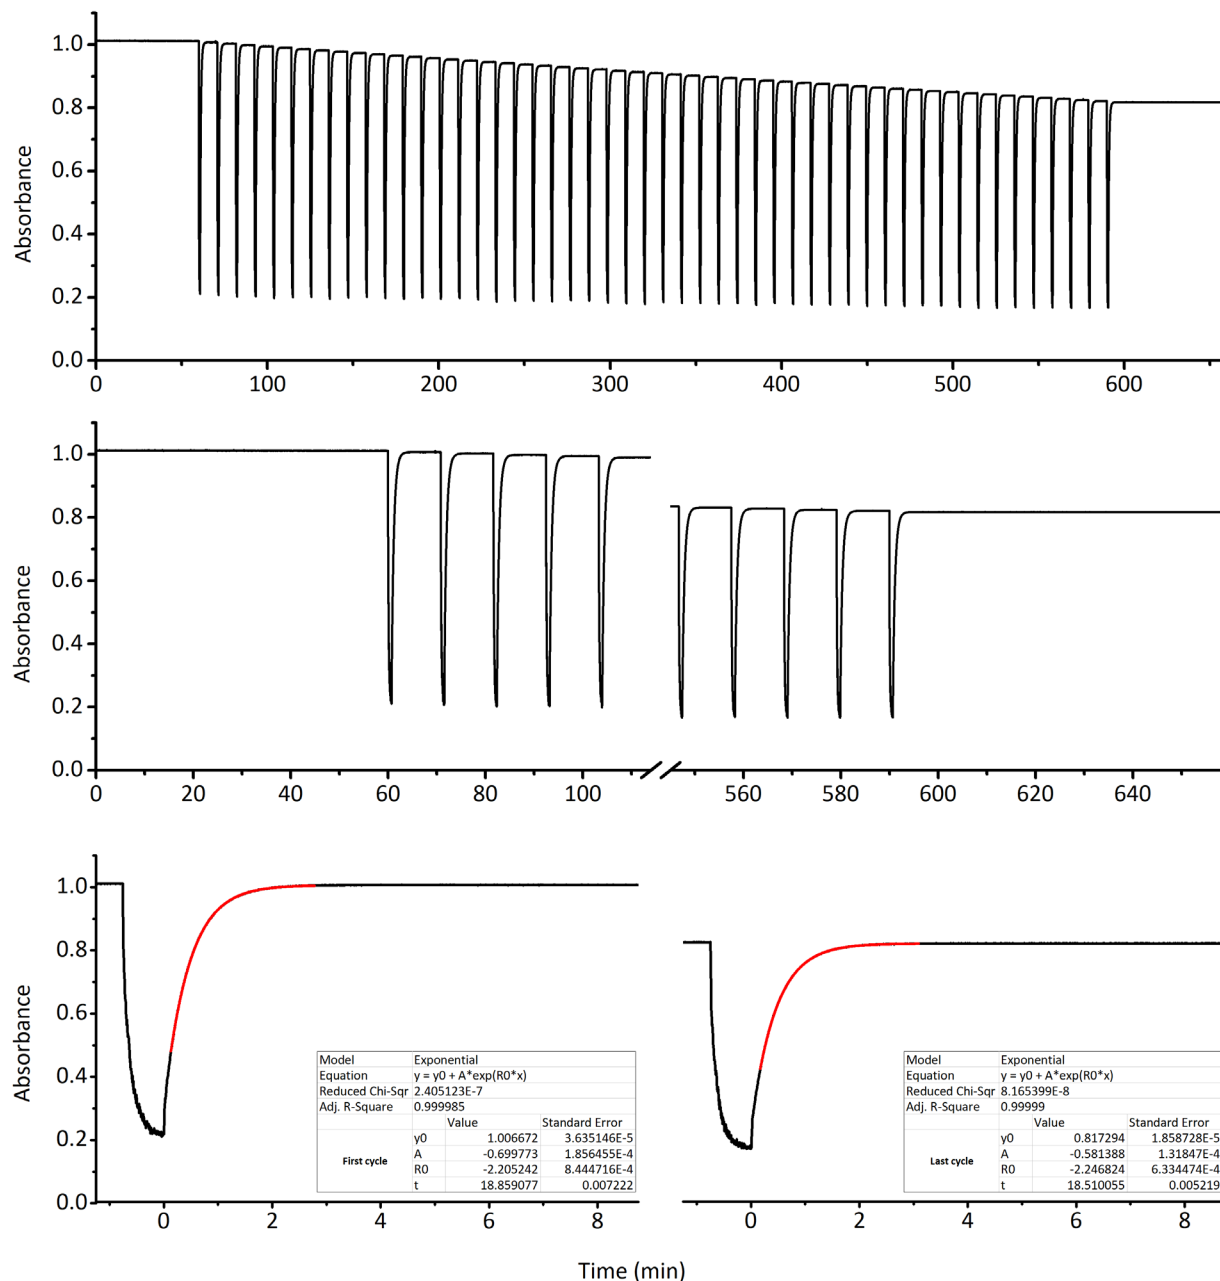 1.0
0.8
0.6
0.4
0.2
0.0
Absorbance
0 100 200 300 400 500 600
1.0
0.8
0.6
0.4
0.2
0.0
Absorbance
0 20 40 60 80 100 560 580 600 620 640
1.0
0.8
0.6
0.4
0.2
0.0
Absorbance
Model Exponential
Equation y = y0 + A*exp(R0*x)
Reduced Chi-Sqr 2.405123E-7
Adj. R-Square 0.999985
Value Standard Error
First cycle
y0 1.006672 3.635146E-5
A -0.699773 1.856455E-4
R0 -2.205242 8.444716E-4
t 18.859077 0.007222
0 2 4 6 8
Model Exponential
Equation y = y0 + A*exp(R0*x)
Reduced Chi-Sqr 8.165399E-8
Adj. R-Square 0.99999
Value Standard Error
Last cycle
y0 0.817294 1.858728E-5
A -0.581388 1.31847E-4
R0 -2.246824 6.334474E-4
t 18.510055 0.005219
0 2 4 6 8
Time (min)